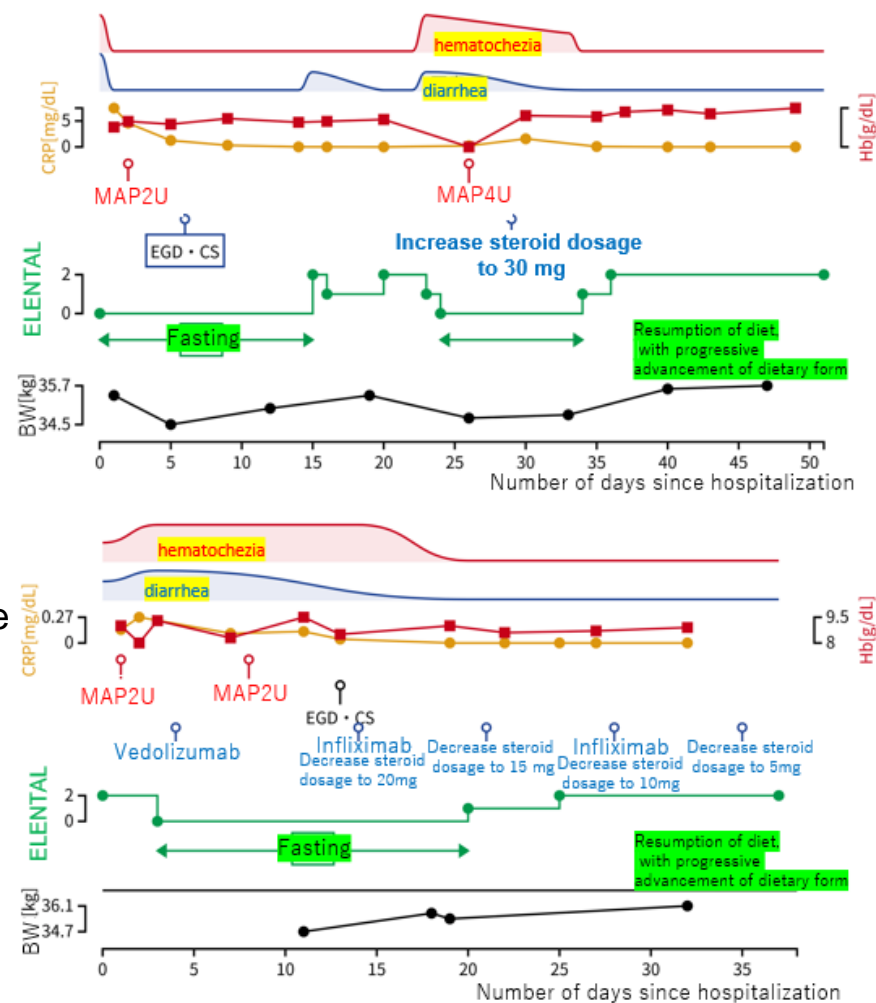 hematochezia
diarrhea
CRP[mg/dL]
5
0
Hb[g/dL]
MAP2U
MAP4U
EGD・CS
Increase steroid dosage
to 30 mg
ELENTAL
2
0
Fasting
Resumption of diet,
with progressive
advancement of dietary form
BW[kg]
35.7
34.5
0 5 10 15 20 25 30 35 40 45 50
Number of days since hospitalization
hematochezia
diarrhea
e
CRP[mg/dL]
0.27
0
9.5
8
Hb[g/dL]
MAP2U
MAP2U
EGD・CS
Vedolizumab
Infliximab
Decrease steroid
dosage to 20mg
Decrease steroid
dosage to 15 mg
Infliximab
Decrease steroid
dosage to 10mg
Decrease steroid
dosage to 5mg
ELENTAL
2
0
Fasting
Resumption of diet,
with progressive
advancement of dietary form
BW [kg]
36.1
34.7
0 5 10 15 20 25 30 35
Number of days since hospitalization